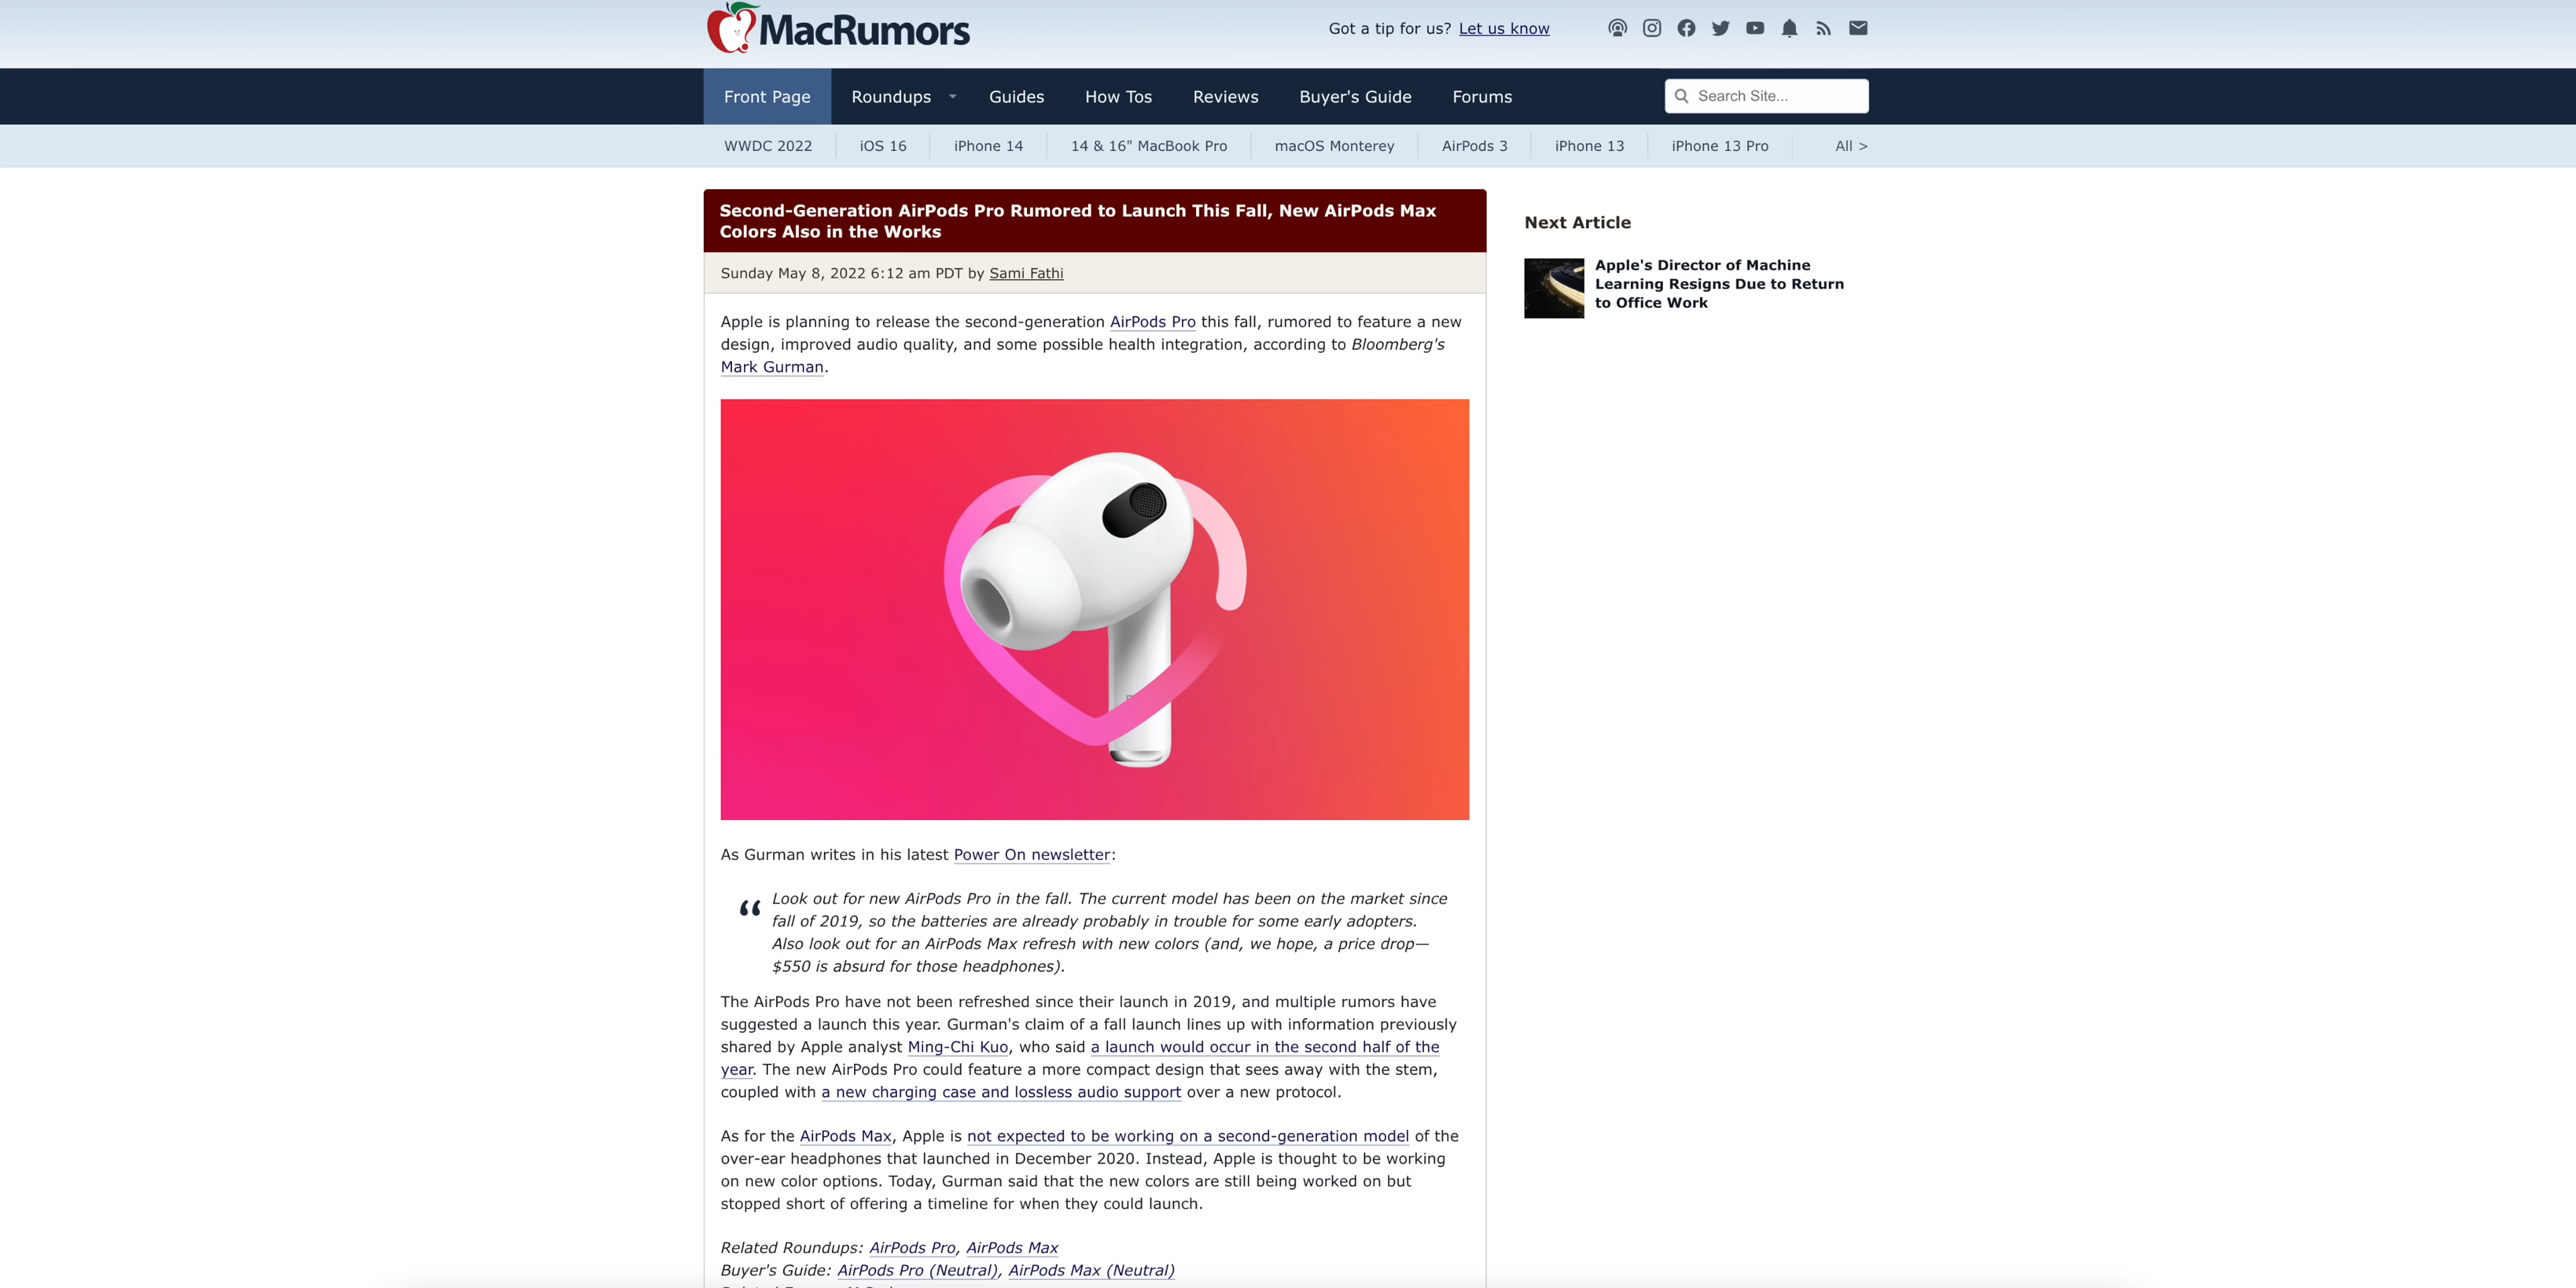 MacRumors
Got a tip for us? Let us know
Front Page
Roundups
Guides
How Tos
Reviews
Buyer's Guide
Forums
Search Site...
WWDC 2022
iOS 16
iPhone 14
14 & 16" MacBook Pro
macOS Monterey
AirPods 3
iPhone 13
iPhone 13 Pro
All >
Second-Generation AirPods Pro Rumored to Launch This Fall, New AirPods Max
Colors Also in the Works
Sunday May 8, 2022 6:12 am PDT by Sami Fathi
Apple is planning to release the second-generation AirPods Pro this fall, rumored to feature a new
design, improved audio quality, and some possible health integration, according to Bloomberg's
Mark Gurman.
As Gurman writes in his latest Power On newsletter:
“ Look out for new AirPods Pro in the fall. The current model has been on the market since
fall of 2019, so the batteries are already probably in trouble for some early adopters.
Also look out for an AirPods Max refresh with new colors (and, we hope, a price drop—
$550 is absurd for those headphones).
The AirPods Pro have not been refreshed since their launch in 2019, and multiple rumors have
suggested a launch this year. Gurman's claim of a fall launch lines up with information previously
shared by Apple analyst Ming-Chi Kuo, who said a launch would occur in the second half of the
year. The new AirPods Pro could feature a more compact design that sees away with the stem,
coupled with a new charging case and lossless audio support over a new protocol.
As for the AirPods Max, Apple is not expected to be working on a second-generation model of the
over-ear headphones that launched in December 2020. Instead, Apple is thought to be working
on new color options. Today, Gurman said that the new colors are still being worked on but
stopped short of offering a timeline for when they could launch.
Related Roundups: AirPods Pro, AirPods Max
Buyer's Guide: AirPods Pro (Neutral), AirPods Max (Neutral)
Next Article
Apple's Director of Machine
Learning Resigns Due to Return
to Office Work